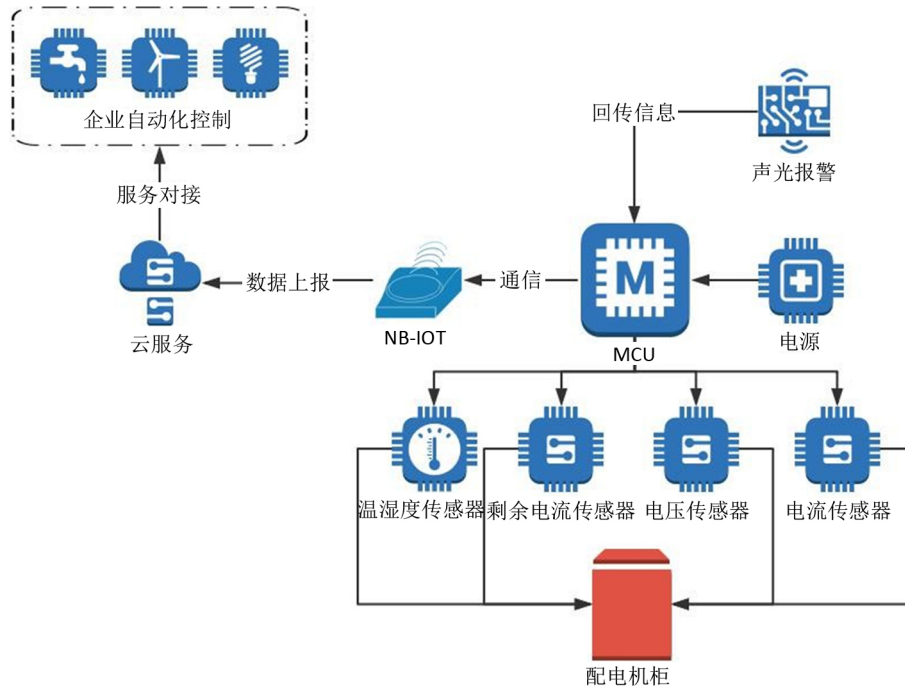 企业自动化控制
回传信息
声光报警
服务对接
数据上报
通信
M
云服务
NB-IOT
MCU
电源
温湿度传感器
剩余电流传感器
电压传感器
电流传感器
配电机柜